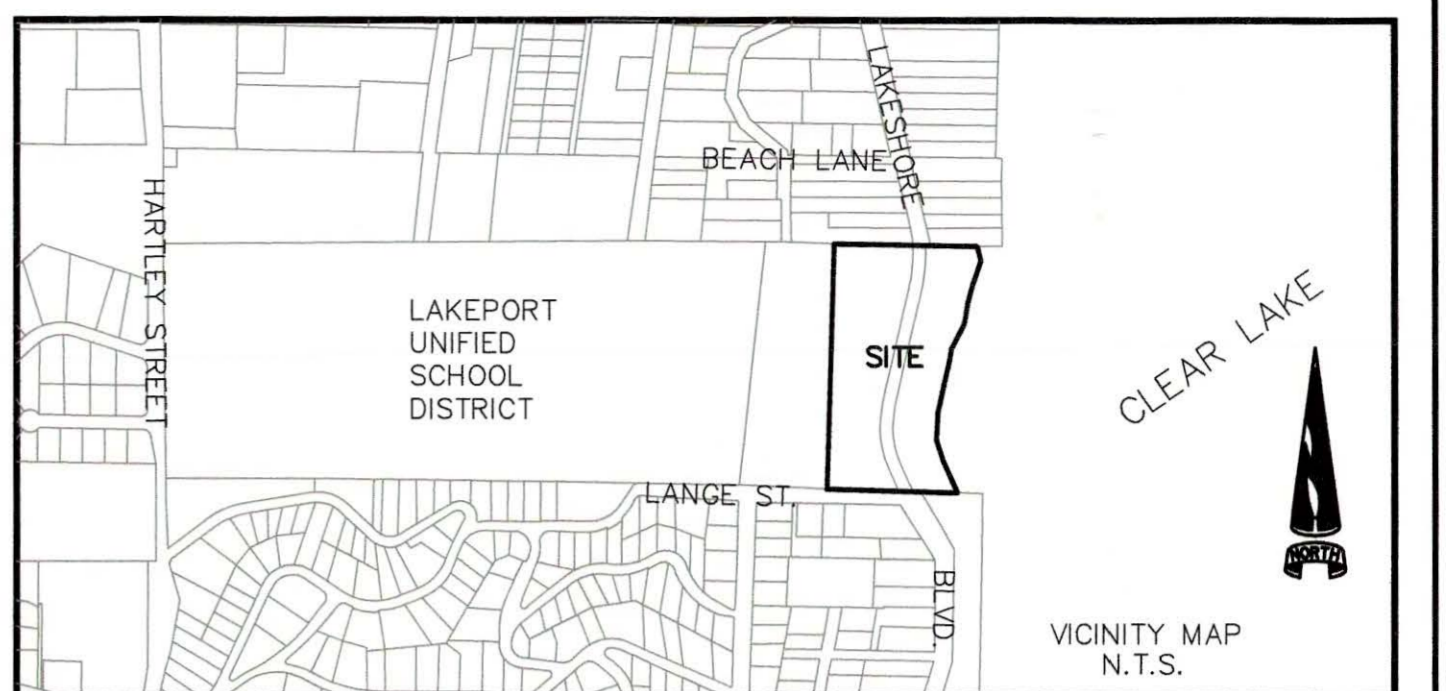 LAKESHORE
BEACH LANE
HARTLEY STREET
LAKEPORT
UNIFIED
SCHOOL
DISTRICT
SITE
CLEAR LAKE
LANGE ST.
NORTH
BLVD.
VICINITY MAP
N.T.S.